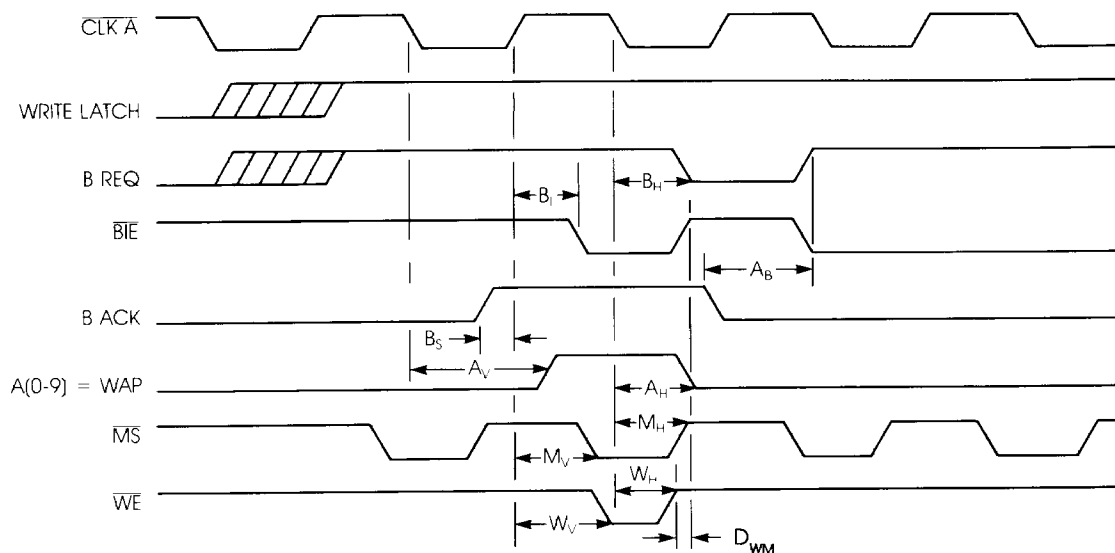 CLK A
WRITE LATCH
B REQ
B_I
B_H
BIE
A_B
B ACK
B_S
A_V
A(0-9) = WAP
A_H
MS
M_H
M_V
W_H
WE
W_V
D_WM